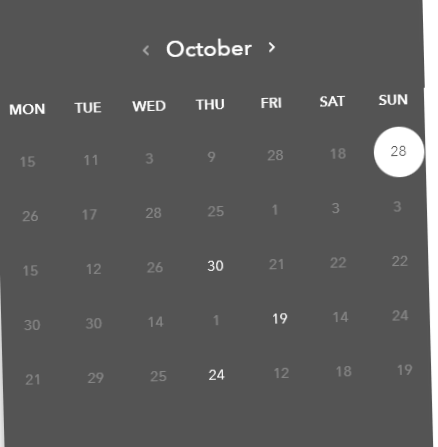 ‹ October ›
MON TUE WED THU FRI SAT SUN
15 11 3 9 28 18 28
26 17 28 25 1 3 3
15 12 26 30 21 22 22
30 30 14 1 19 14 24
21 29 25 24 12 18 19